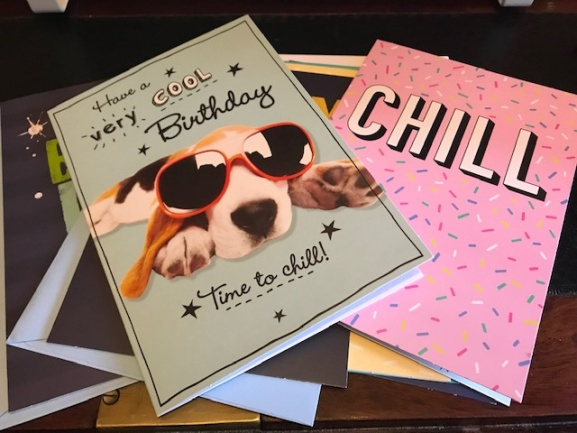 Have a
very COOL
Birthday
Time to chill!
CHILL